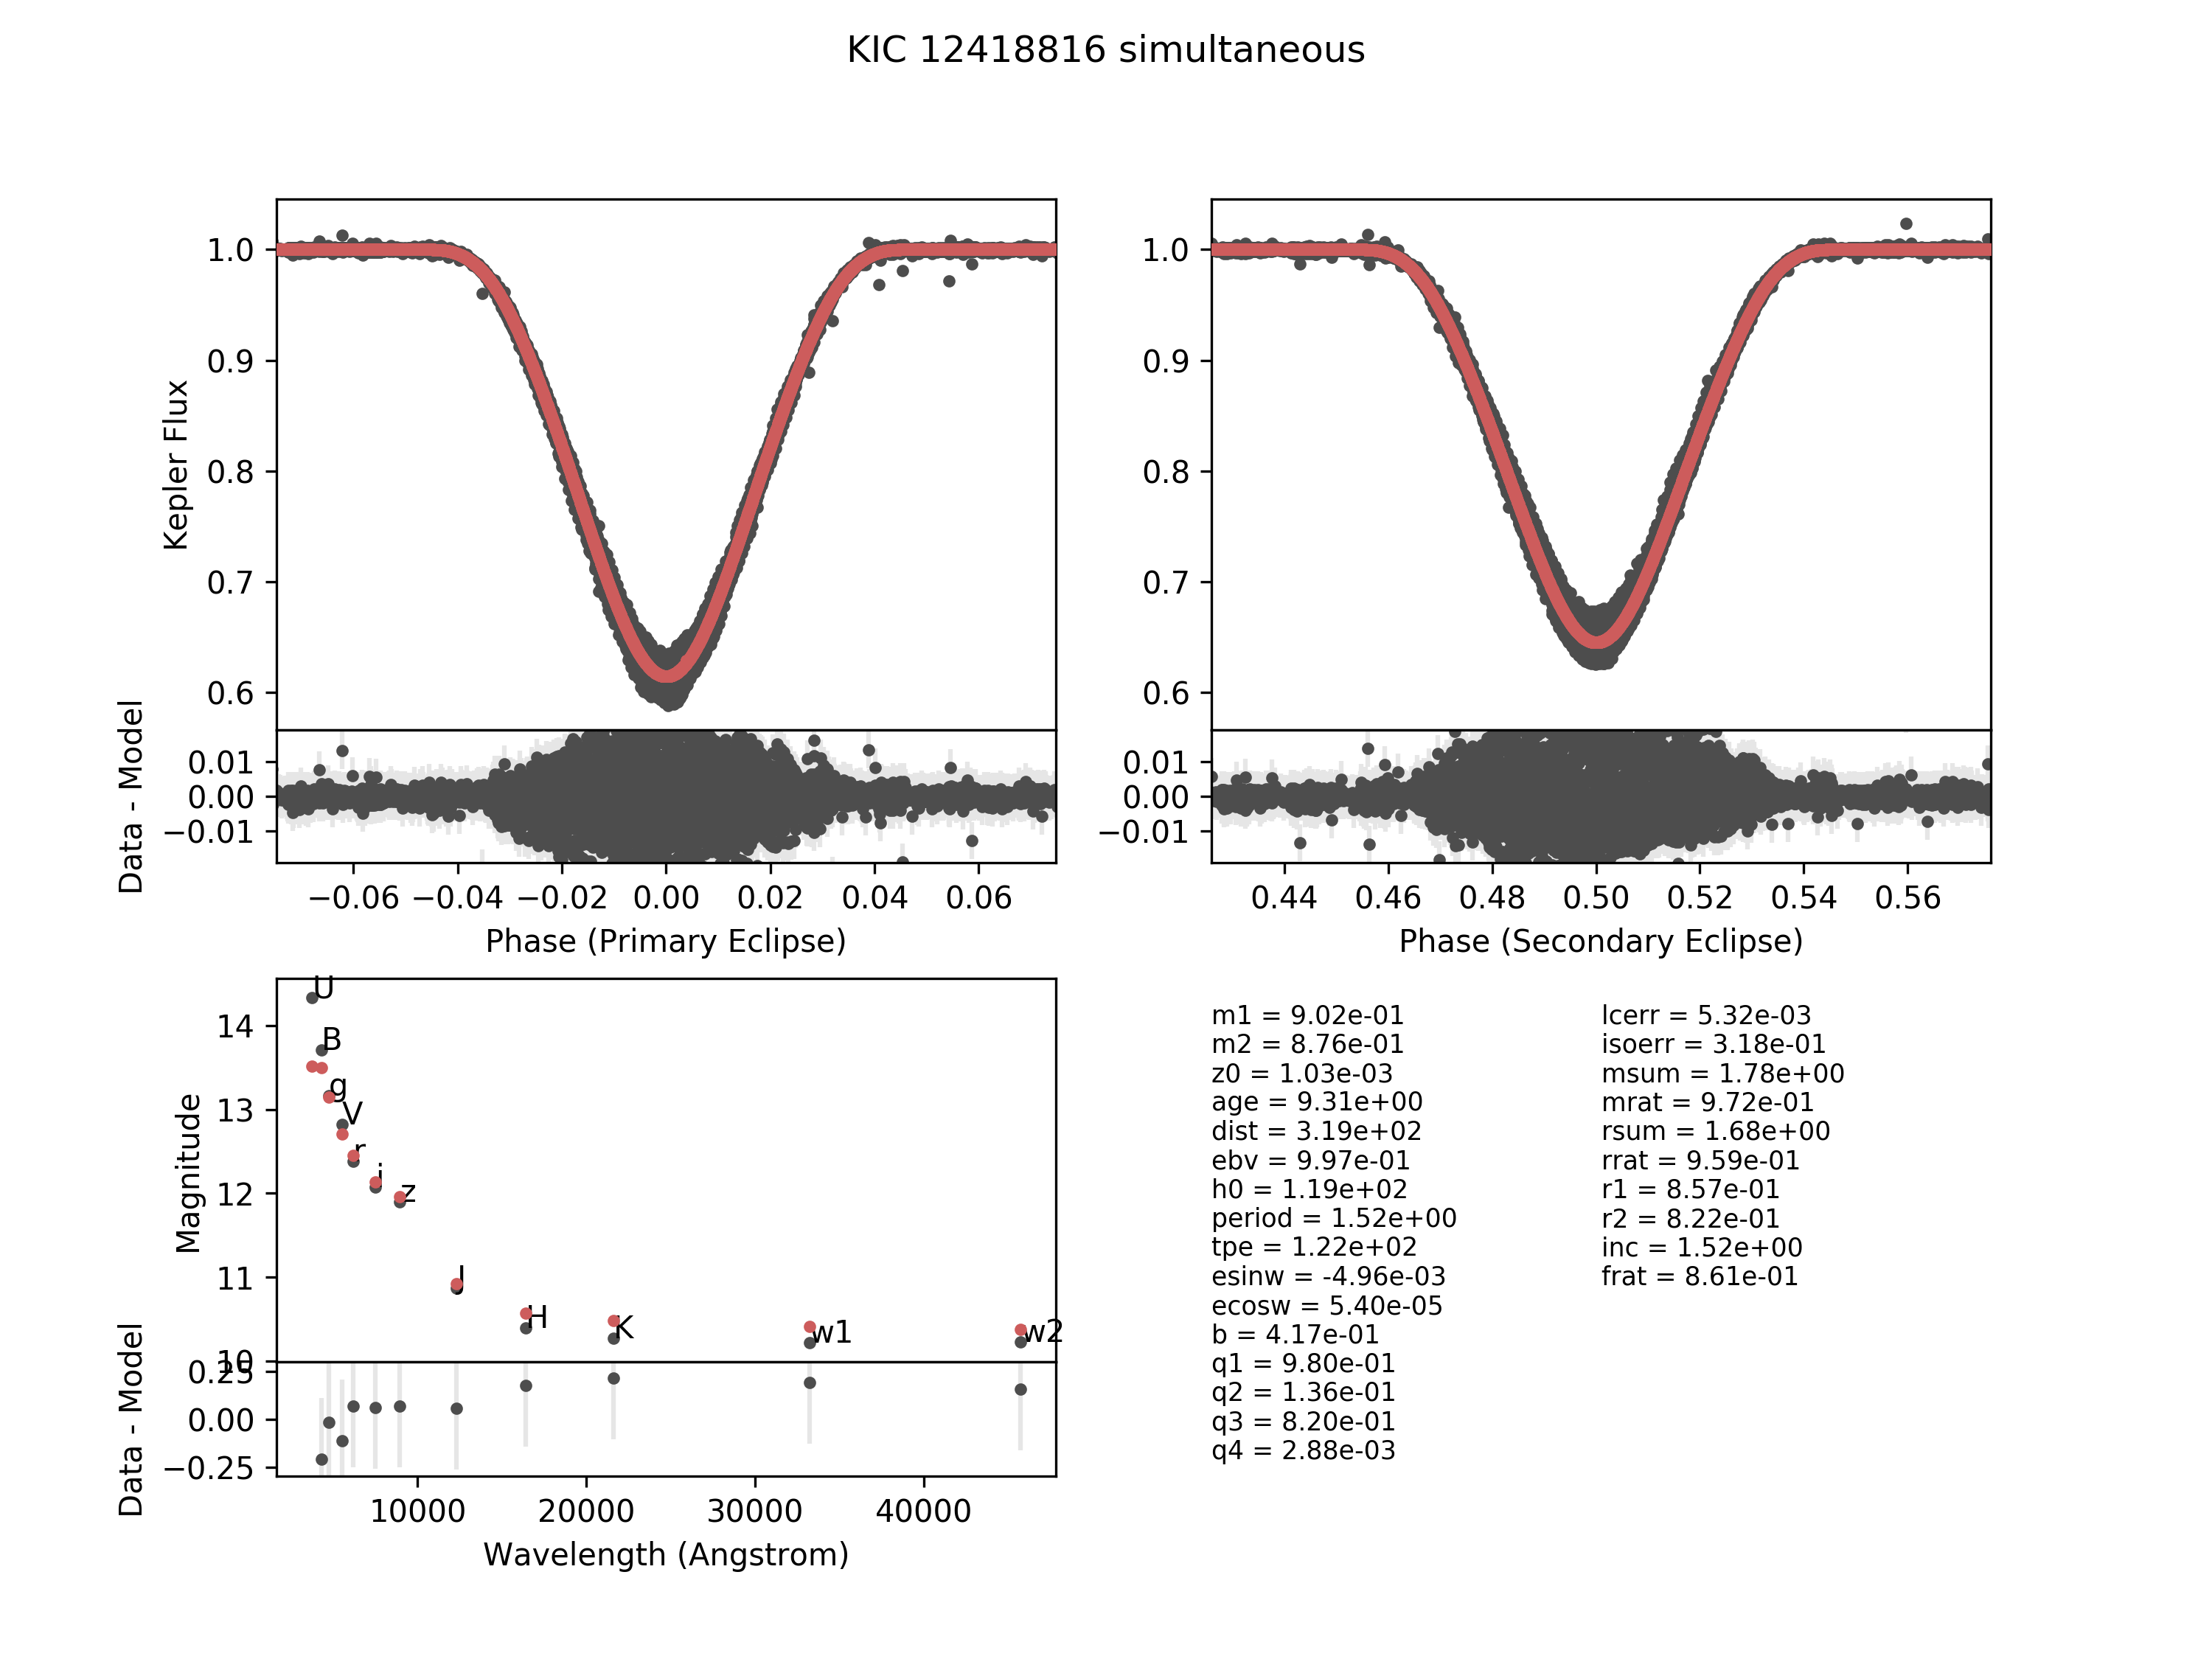 KIC 12418816 simultaneous
1.0
0.9
0.8
0.7
0.6
Kepler Flux
0.01
0.00
−0.01
Data - Model
−0.06 −0.04 −0.02 0.00 0.02 0.04 0.06
Phase (Primary Eclipse)
1.0
0.9
0.8
0.7
0.6
0.01
0.00
−0.01
0.44 0.46 0.48 0.50 0.52 0.54 0.56
Phase (Secondary Eclipse)
14
13
12
11
10
Magnitude
U
B
g
V
r
i
z
J
H
K
w1
w2
0.25
0.00
−0.25
Data - Model
10000 20000 30000 40000
Wavelength (Angstrom)
m1 = 9.02e-01
m2 = 8.76e-01
z0 = 1.03e-03
age = 9.31e+00
dist = 3.19e+02
ebv = 9.97e-01
h0 = 1.19e+02
period = 1.52e+00
tpe = 1.22e+02
esinw = -4.96e-03
ecosw = 5.40e-05
b = 4.17e-01
q1 = 9.80e-01
q2 = 1.36e-01
q3 = 8.20e-01
q4 = 2.88e-03
lcerr = 5.32e-03
isoerr = 3.18e-01
msum = 1.78e+00
mrat = 9.72e-01
rsum = 1.68e+00
rrat = 9.59e-01
r1 = 8.57e-01
r2 = 8.22e-01
inc = 1.52e+00
frat = 8.61e-01